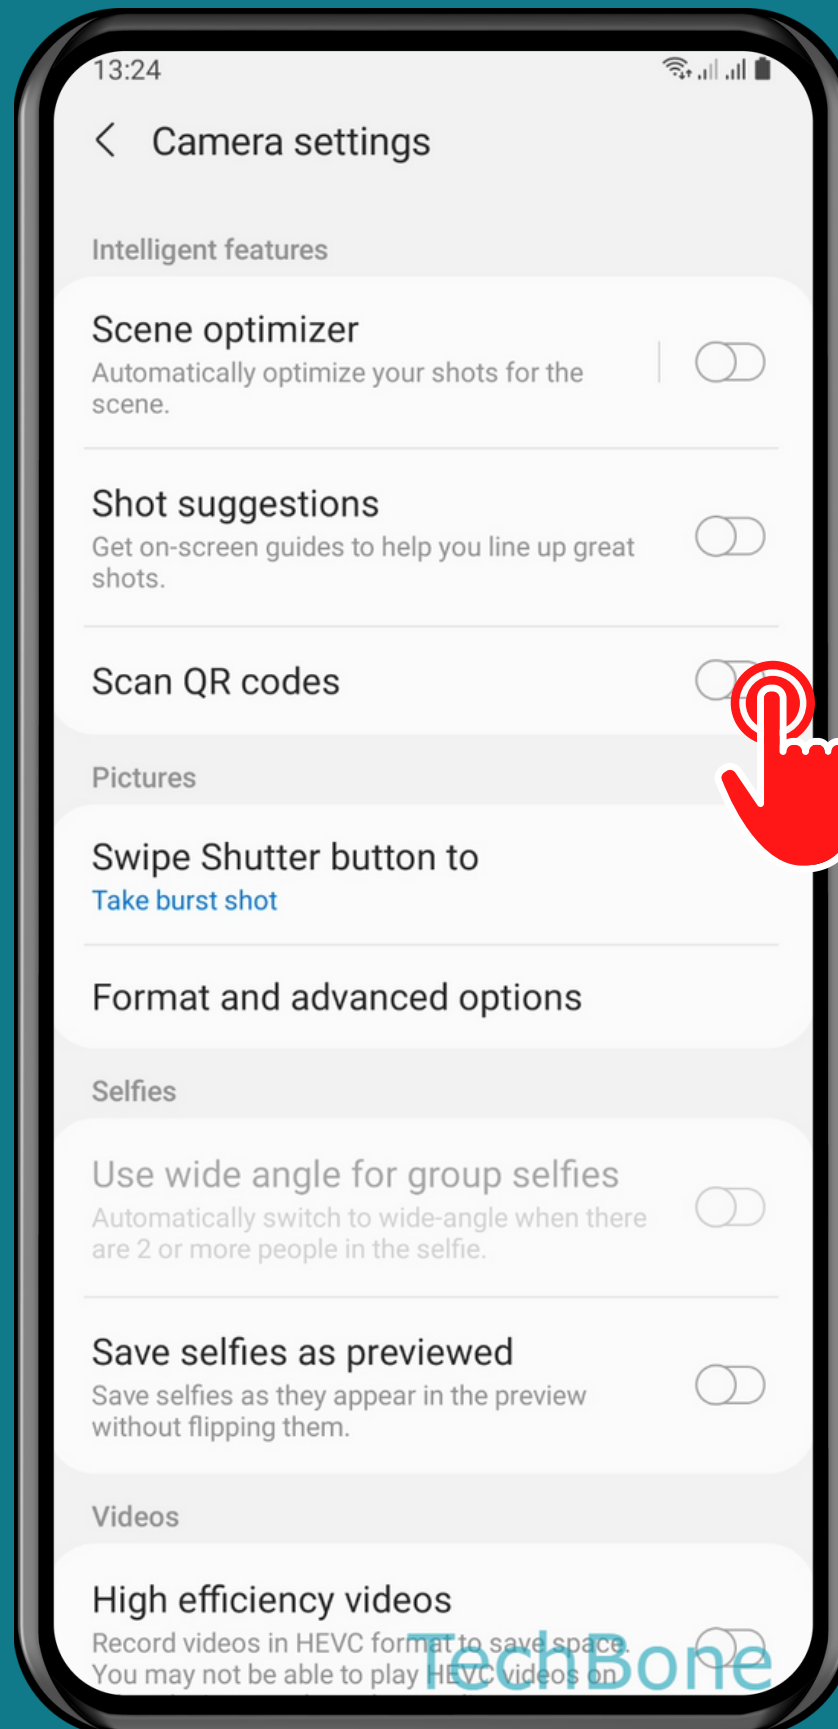 13:24
Camera settings
Intelligent features
Scene optimizer
Automatically optimize your shots for the
scene.
Shot suggestions
Get on-screen guides to help you line up great
shots.
Scan QR codes
Pictures
Swipe Shutter button to
Take burst shot
Format and advanced options
Selfies
Use wide angle for group selfies
Automatically switch to wide-angle when there
are 2 or more people in the selfie.
Save selfies as previewed
Save selfies as they appear in the preview
without flipping them.
Videos
High efficiency videos
Record videos in HEVC format to save space.
You may not be able to play HEVC videos on
TechBone